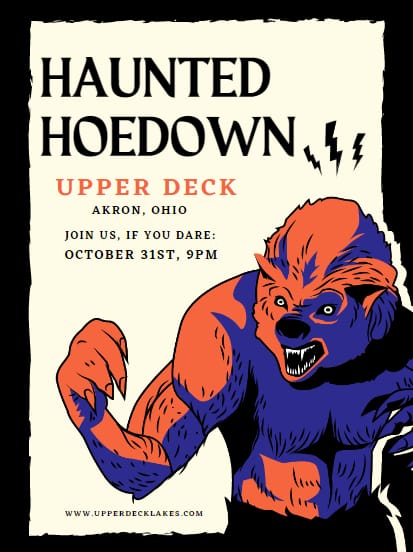 HAUNTED
HOEDOWN
UPPER DECK
AKRON, OHIO
JOIN US, IF YOU DARE:
OCTOBER 31ST, 9PM
WWW.UPPERDECKLAKES.COM